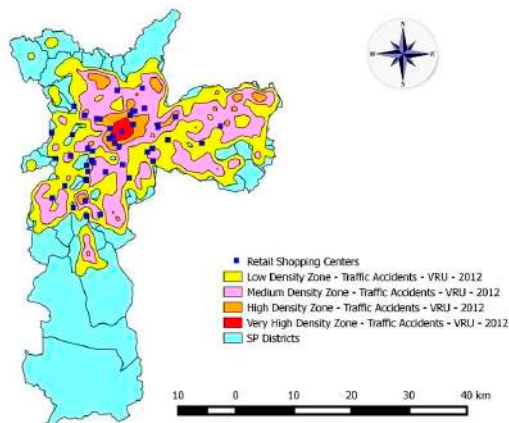 N
W E
S
Retail Shopping Centers
Low Density Zone - Traffic Accidents - VRU - 2012
Medium Density Zone - Traffic Accidents - VRU - 2012
High Density Zone - Traffic Accidents - VRU - 2012
Very High Density Zone - Traffic Accidents - VRU - 2012
SP Districts
10 0 10 20 30 40 km